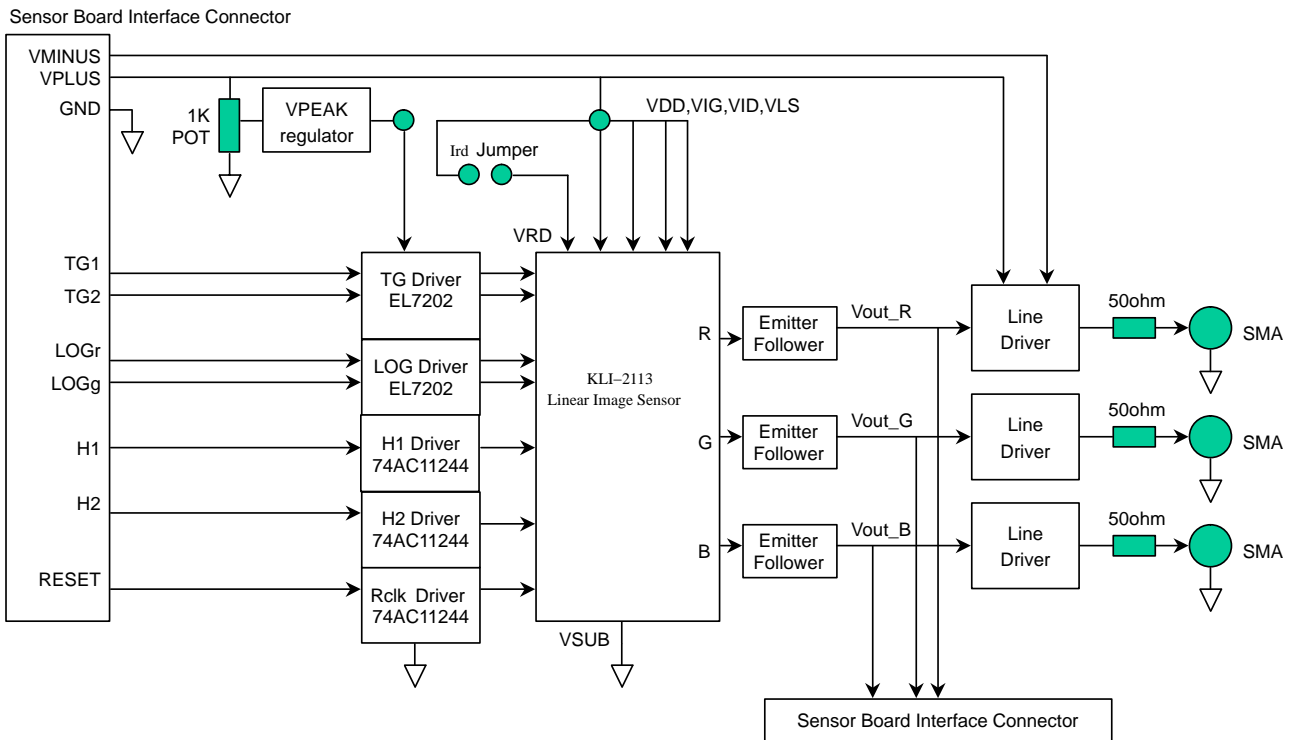 Sensor Board Interface Connector
VMINUS
VPLUS
GND
1K
POT
VPEAK
regulator
Ird Jumper
VDD,VIG,VID,VLS
VRD
TG1
TG2
LOGr
LOGg
H1
H2
RESET
TG Driver
EL7202
LOG Driver
EL7202
H1 Driver
74AC11244
H2 Driver
74AC11244
Rclk Driver
74AC11244
KLI–2113
Linear Image Sensor
R
G
B
VSUB
Emitter
Follower
Vout_R
Line
Driver
50ohm
SMA
Emitter
Follower
Vout_G
Line
Driver
50ohm
SMA
Emitter
Follower
Vout_B
Line
Driver
50ohm
SMA
Sensor Board Interface Connector